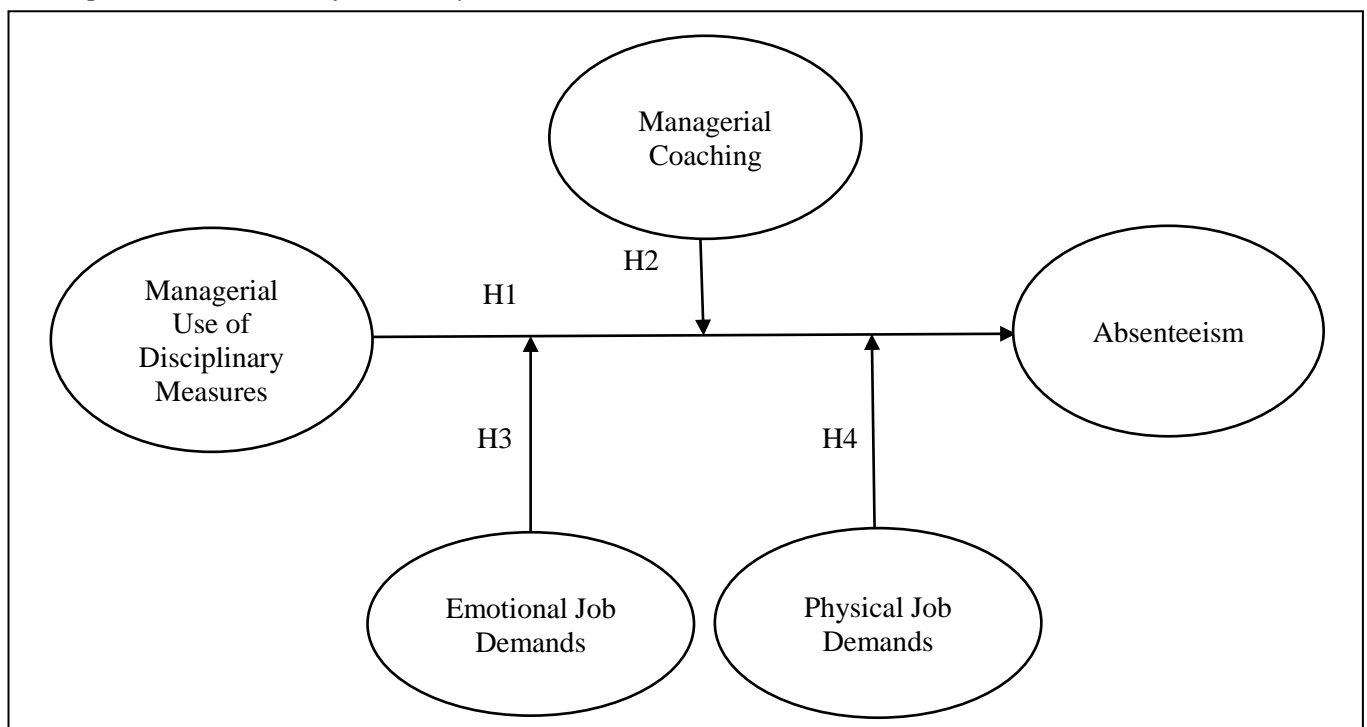 Managerial
Coaching
H2
H1
Managerial
Use of
Disciplinary
Measures
Absenteeism
H3
H4
Emotional Job
Demands
Physical Job
Demands